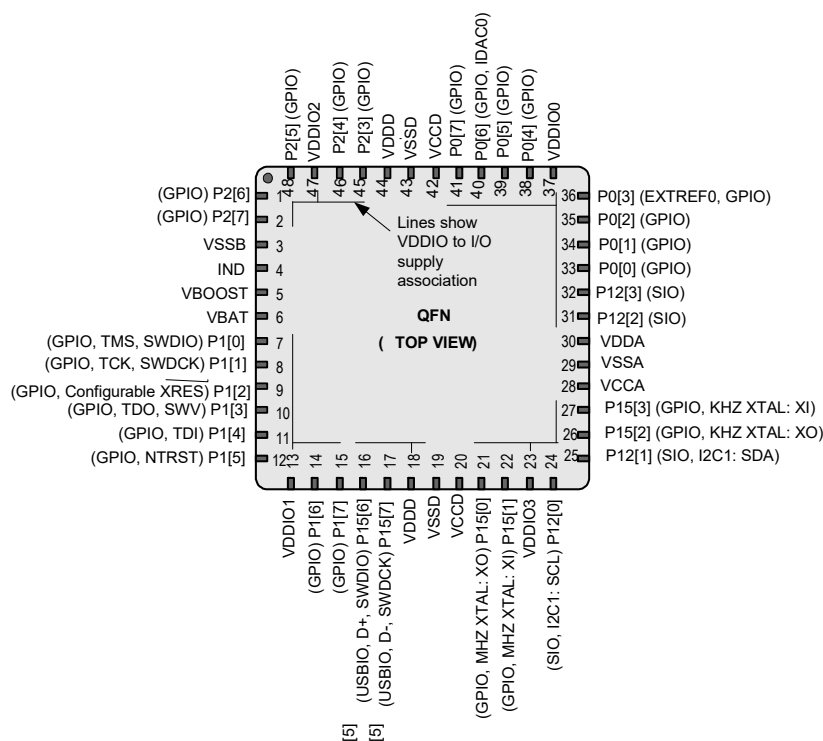 P2[5] (GPIO)
VDDIO2
P2[4] (GPIO)
P2[3] (GPIO)
VDDD
VSSD
VCCD
P0[7] (GPIO)
P0[6] (GPIO, IDAC0)
P0[5] (GPIO)
P0[4] (GPIO)
VDDIO0
48
47
46
45
44
43
42
41
40
39
38
37
(GPIO) P2[6]
1
(GPIO) P2[7]
2
VSSB
3
IND
4
VBOOST
5
VBAT
6
(GPIO, TMS, SWDIO) P1[0]
7
(GPIO, TCK, SWDCK) P1[1]
8
(GPIO, Configurable XRES) P1[2]
9
(GPIO, TDO, SWV) P1[3]
10
(GPIO, TDI) P1[4]
11
(GPIO, NTRST) P1[5]
12
Lines show
VDDIO to I/O
supply
association
QFN
( TOP VIEW)
36
P0[3] (EXTREF0, GPIO)
35
P0[2] (GPIO)
34
P0[1] (GPIO)
33
P0[0] (GPIO)
32
P12[3] (SIO)
31
P12[2] (SIO)
30
VDDA
29
VSSA
28
VCCA
27
P15[3] (GPIO, KHZ XTAL: XI)
26
P15[2] (GPIO, KHZ XTAL: XO)
25
P12[1] (SIO, I2C1: SDA)
13
14
15
16
17
18
19
20
21
22
23
24
VDDIO1
(GPIO) P1[6]
(GPIO) P1[7]
(USBIO, D+, SWDIO) P15[6]
(USBIO, D-, SWDCK) P15[7]
VDDD
VSSD
VCCD
(GPIO, MHZ XTAL: XO) P15[0]
(GPIO, MHZ XTAL: XI) P15[1]
VDDIO3
(SIO, I2C1: SCL) P12[0]
[5]
[5]